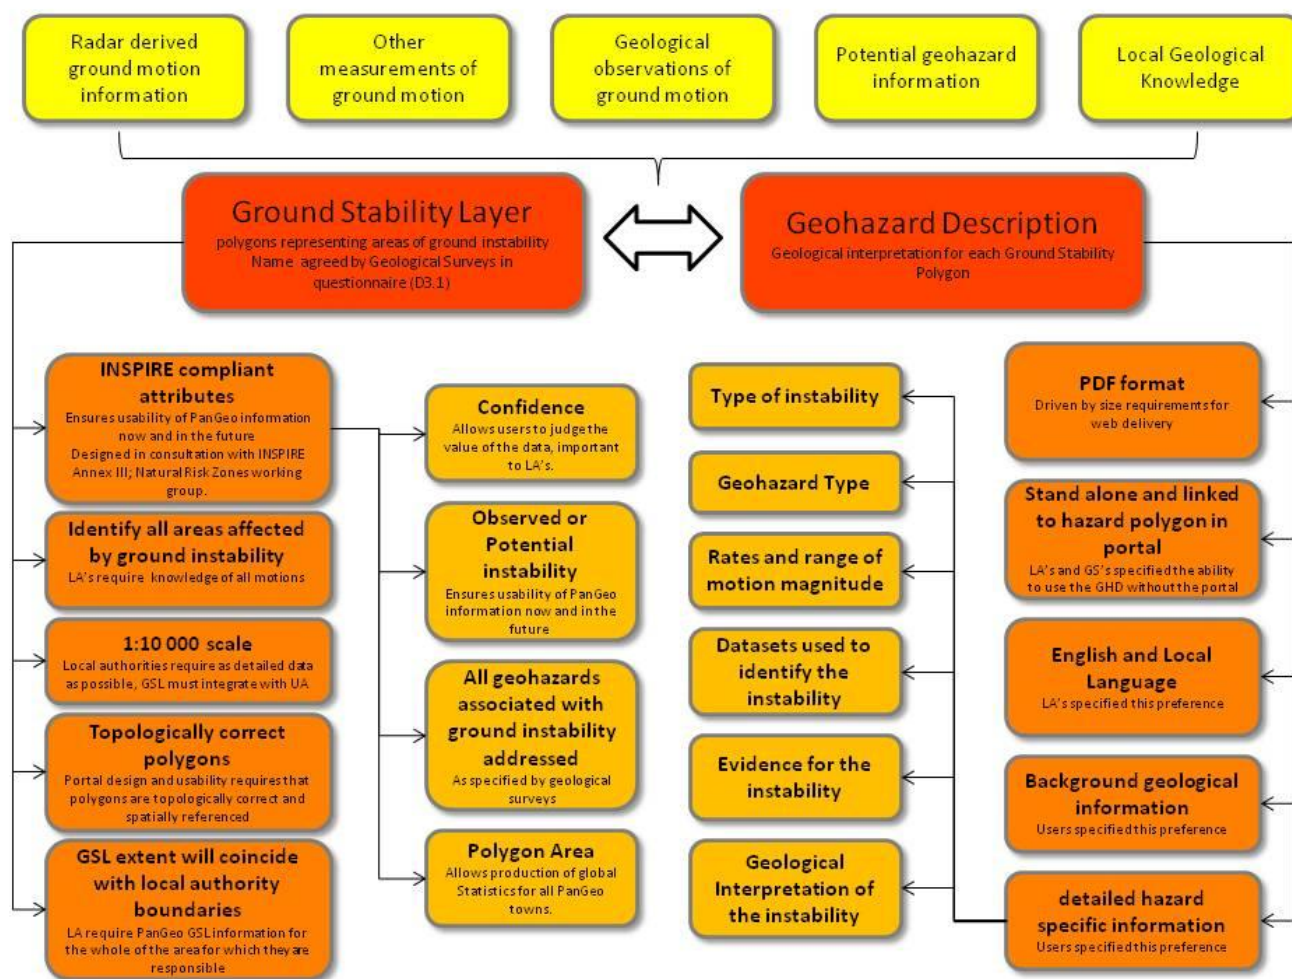 Radar derived
ground motion
information
Other
measurements of
ground motion
Geological
observations of
ground motion
Potential geohazard
information
Local Geological
Knowledge
Ground Stability Layer
polygons representing areas of ground instability
Name agreed by Geological Surveys in
questionnaire (D3.1)
Geohazard Description
Geological interpretation for each Ground Stability
Polygon
INSPIRE compliant
attributes
Ensures usability of PanGeo information
now and in the future
Designed in consultation with INSPIRE
Annex III; Natural Risk Zones working
group.
Identify all areas affected
by ground instability
LA's require knowledge of all motions
1:10 000 scale
Local authorities require as detailed data
as possible, GSL must integrate with UA
Topologically correct
polygons
Portal design and usability requires that
polygons are topologically correct and
spatially referenced
GSL extent will coincide
with local authority
boundaries
LA require PanGeo GSL information for
the whole of the area for which they are
responsible
Confidence
Allows users to judge the
value of the data, important
to LA's.
Observed or
Potential
instability
Ensures usability of PanGeo
information now and in the
future
All geohazards
associated with
ground instability
addressed
As specified by geological
surveys
Polygon Area
Allows production of global
Statistics for all PanGeo
towns.
Type of instability
Geohazard Type
Rates and range of
motion magnitude
Datasets used to
identify the
instability
Evidence for the
instability
Geological
Interpretation of
the instability
PDF format
Driven by size requirements for
web delivery
Stand alone and linked
to hazard polygon in
portal
LA's and GS's specified the ability
to use the GHD without the portal
English and Local
Language
LA's specified this preference
Background geological
information
Users specified this preference
detailed hazard
specific information
Users specified this preference